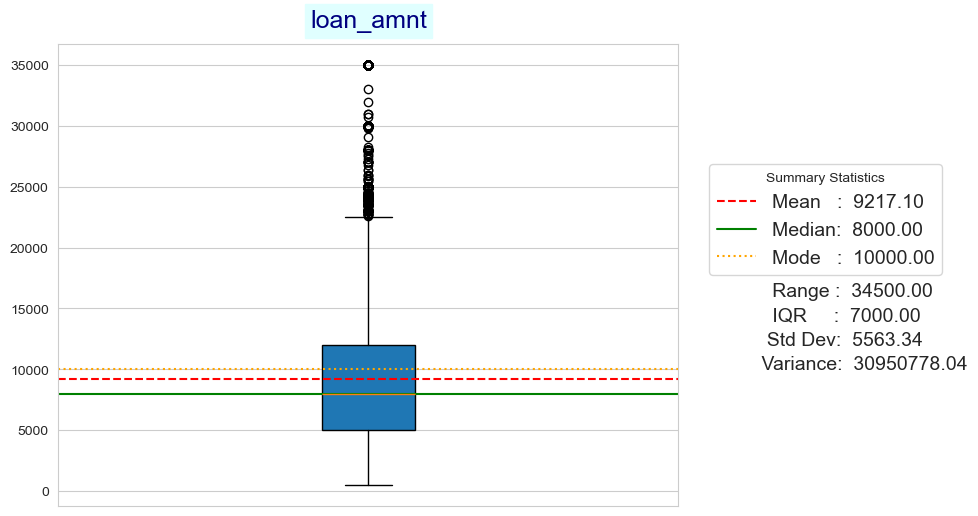 loan_amnt
35000
30000
25000
20000
15000
10000
5000
0
Summary Statistics
Mean   :  9217.10
Median:  8000.00
Mode   :  10000.00
Range :  34500.00
IQR     :  7000.00
Std Dev:  5563.34
Variance:  30950778.04